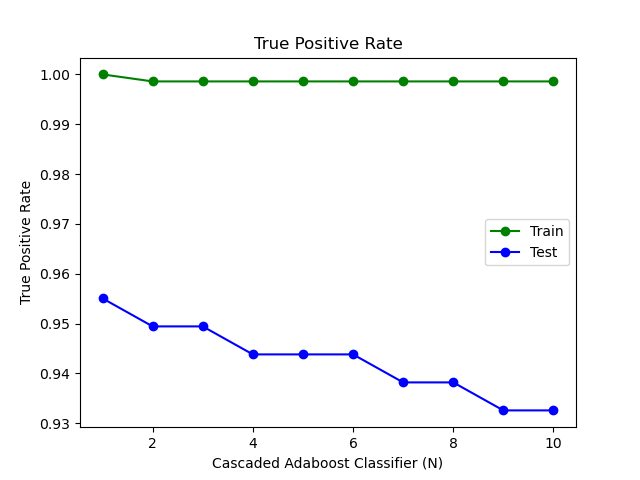 True Positive Rate
1.00
0.99
0.98
0.97
0.96
0.95
0.94
0.93
True Positive Rate
Train
Test
2
4
6
8
10
Cascaded Adaboost Classifier (N)